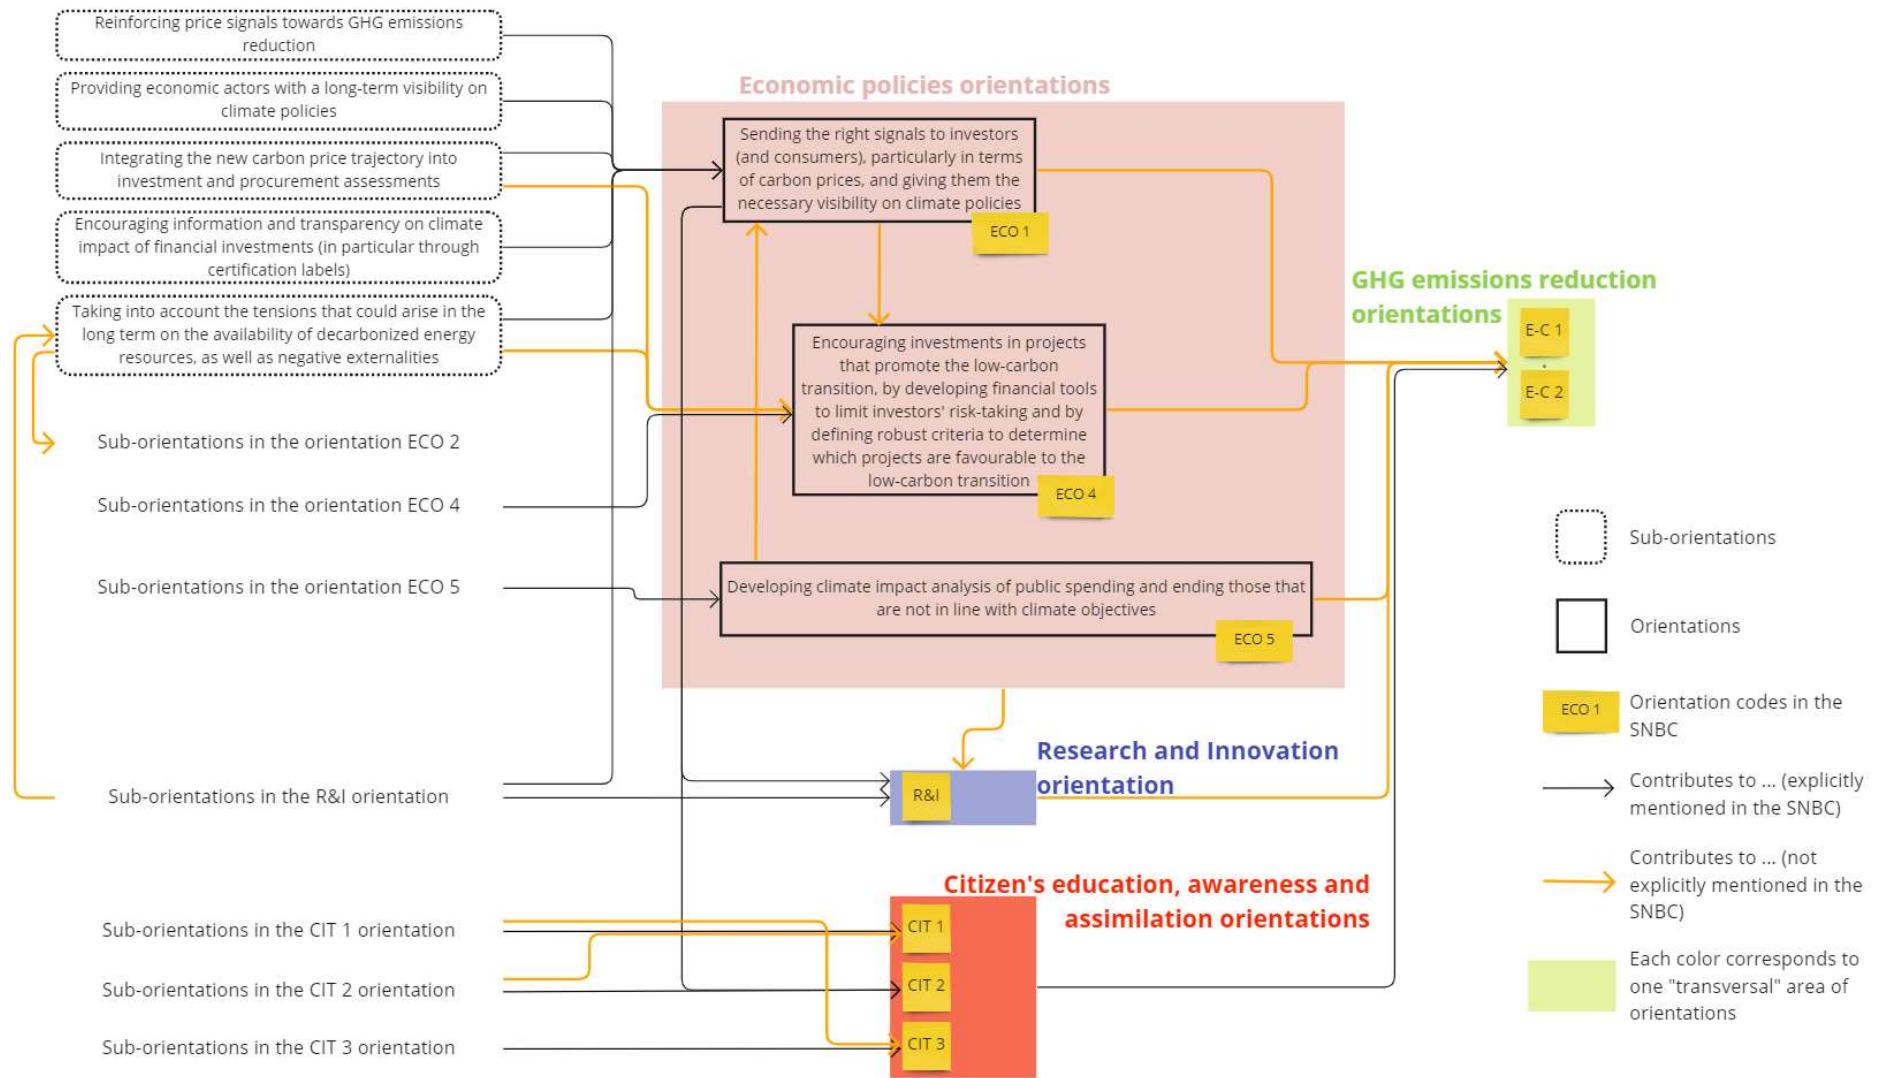 Reinforcing price signals towards GHG emissions
reduction
Providing economic actors with a long-term visibility on
climate policies
Integrating the new carbon price trajectory into
investment and procurement assessments
Encouraging information and transparency on climate
impact of financial investments (in particular through
certification labels)
Taking into account the tensions that could arise in the
long term on the availability of decarbonized energy
resources, as well as negative externalities
Sub-orientations in the orientation ECO 2
Sub-orientations in the orientation ECO 4
Sub-orientations in the orientation ECO 5
Sub-orientations in the R&I orientation
Sub-orientations in the CIT 1 orientation
Sub-orientations in the CIT 2 orientation
Sub-orientations in the CIT 3 orientation
Economic policies orientations
Sending the right signals to investors
(and consumers), particularly in terms
of carbon prices, and giving them the
necessary visibility on climate policies
ECO 1
Encouraging investments in projects
that promote the low-carbon
transition, by developing financial tools
to limit investors' risk-taking and by
defining robust criteria to determine
which projects are favourable to the
low-carbon transition
ECO 4
Developing climate impact analysis of public spending and ending those that
are not in line with climate objectives
ECO 5
Research and Innovation
orientation
R&I
Citizen's education, awareness and
assimilation orientations
CIT 1
CIT 2
CIT 3
GHG emissions reduction
orientations
E-C 1
E-C 2
Sub-orientations
Orientations
ECO 1
Orientation codes in the
SNBC
Contributes to ... (explicitly
mentioned in the SNBC)
Contributes to ... (not
explicitly mentioned in the
SNBC)
Each color corresponds to
one "transversal" area of
orientations